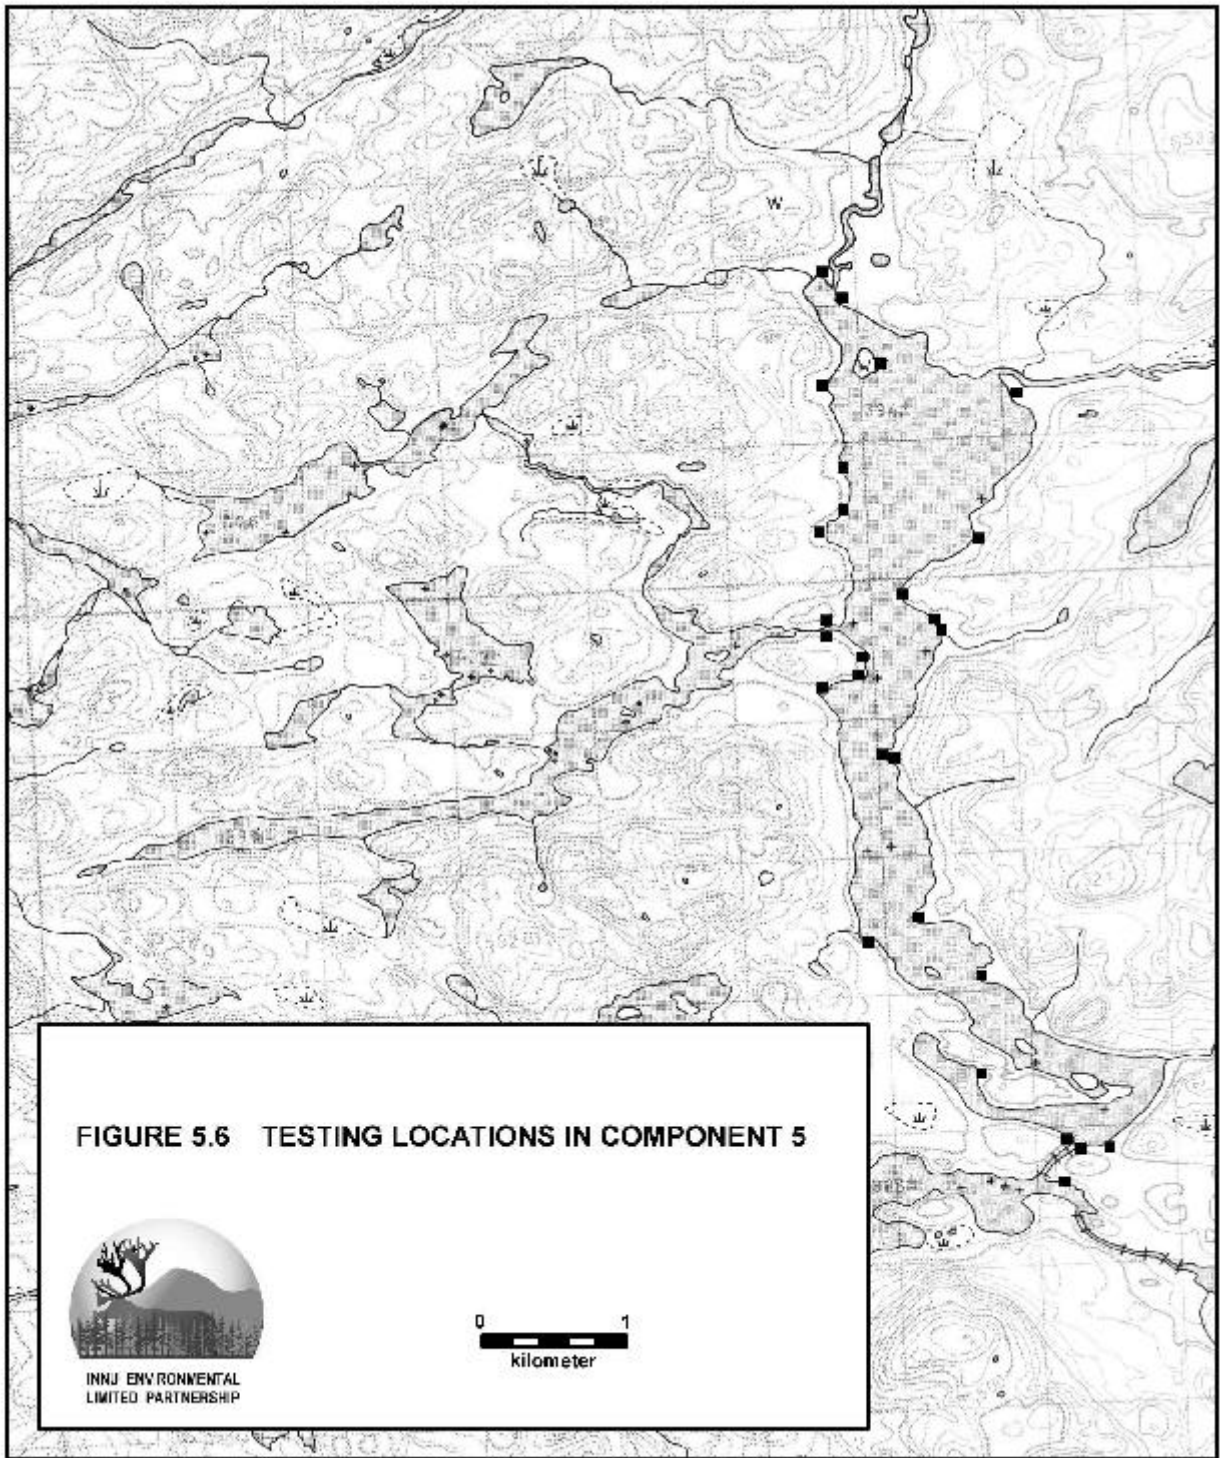 W
FIGURE 5.6 TESTING LOCATIONS IN COMPONENT 5
0 1
kilometer
INNU ENVIRONMENTAL
LIMITED PARTNERSHIP